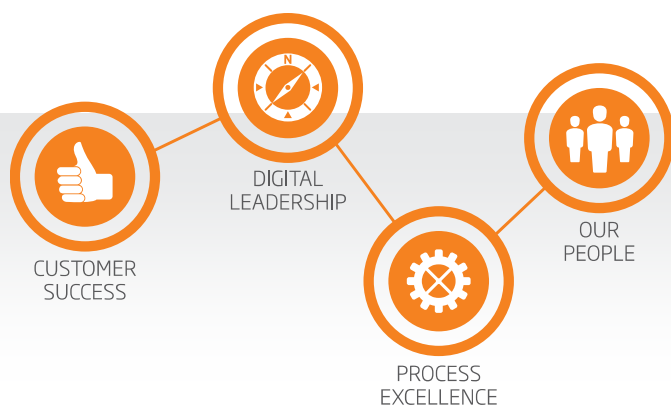 N
DIGITAL
LEADERSHIP
CUSTOMER
SUCCESS
OUR
PEOPLE
PROCESS
EXCELLENCE